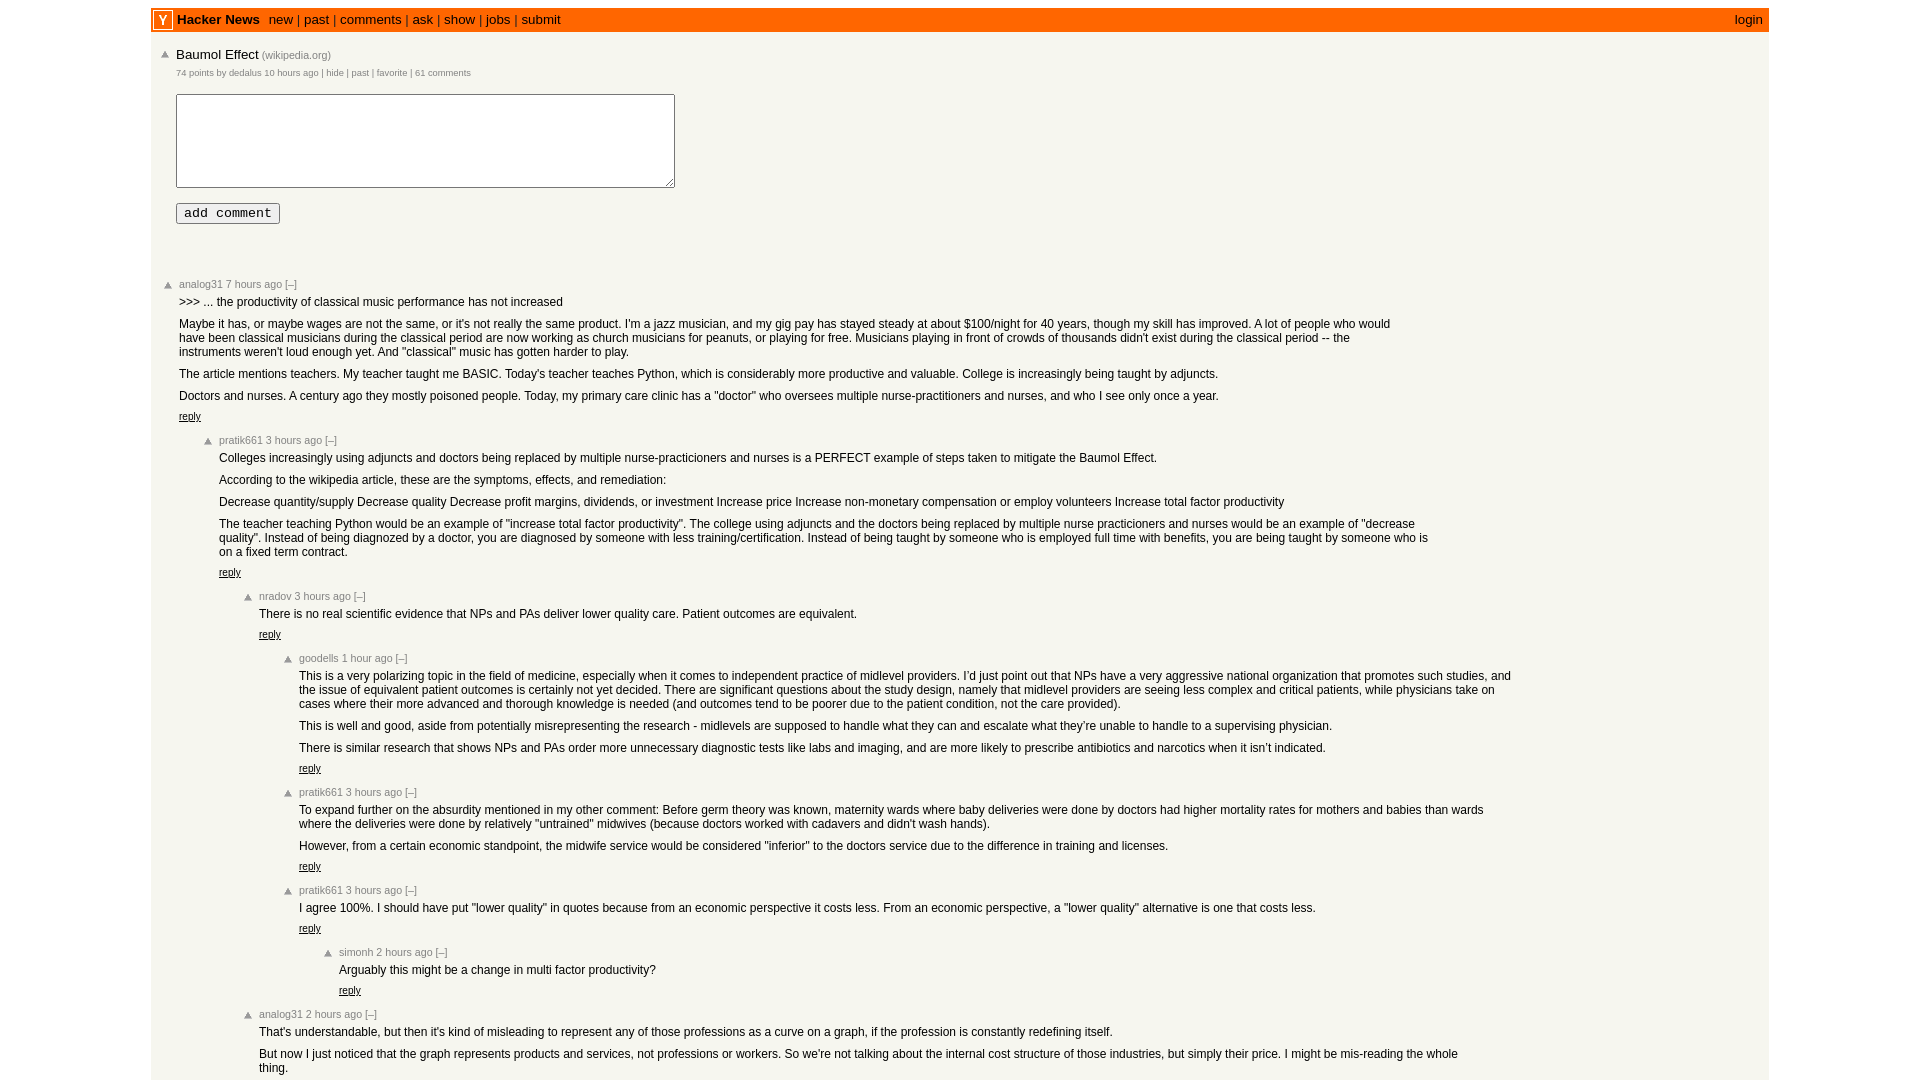 Y Hacker News new | past | comments | ask | show | jobs | submit login
Baumol Effect (wikipedia.org)
74 points by dedalus 10 hours ago | hide | past | favorite | 61 comments
add comment
analog31 7 hours ago [–]
>>> ... the productivity of classical music performance has not increased
Maybe it has, or maybe wages are not the same, or it's not really the same product. I'm a jazz musician, and my gig pay has stayed steady at about $100/night for 40 years, though my skill has improved. A lot of people who would
have been classical musicians during the classical period are now working as church musicians for peanuts, or playing for free. Musicians playing in front of crowds of thousands didn't exist during the classical period -- the
instruments weren't loud enough yet. And "classical" music has gotten harder to play.
The article mentions teachers. My teacher taught me BASIC. Today's teacher teaches Python, which is considerably more productive and valuable. College is increasingly being taught by adjuncts.
Doctors and nurses. A century ago they mostly poisoned people. Today, my primary care clinic has a "doctor" who oversees multiple nurse-practitioners and nurses, and who I see only once a year.
reply
pratik661 3 hours ago [–]
Colleges increasingly using adjuncts and doctors being replaced by multiple nurse-practicioners and nurses is a PERFECT example of steps taken to mitigate the Baumol Effect.
According to the wikipedia article, these are the symptoms, effects, and remediation:
Decrease quantity/supply Decrease quality Decrease profit margins, dividends, or investment Increase price Increase non-monetary compensation or employ volunteers Increase total factor productivity
The teacher teaching Python would be an example of "increase total factor productivity". The college using adjuncts and the doctors being replaced by multiple nurse practicioners and nurses would be an example of "decrease
quality". Instead of being diagnozed by a doctor, you are diagnosed by someone with less training/certification. Instead of being taught by someone who is employed full time with benefits, you are being taught by someone who is
on a fixed term contract.
reply
nradov 3 hours ago [–]
There is no real scientific evidence that NPs and PAs deliver lower quality care. Patient outcomes are equivalent.
reply
goodells 1 hour ago [–]
This is a very polarizing topic in the field of medicine, especially when it comes to independent practice of midlevel providers. I’d just point out that NPs have a very aggressive national organization that promotes such studies, and
the issue of equivalent patient outcomes is certainly not yet decided. There are significant questions about the study design, namely that midlevel providers are seeing less complex and critical patients, while physicians take on
cases where their more advanced and thorough knowledge is needed (and outcomes tend to be poorer due to the patient condition, not the care provided).
This is well and good, aside from potentially misrepresenting the research - midlevels are supposed to handle what they can and escalate what they’re unable to handle to a supervising physician.
There is similar research that shows NPs and PAs order more unnecessary diagnostic tests like labs and imaging, and are more likely to prescribe antibiotics and narcotics when it isn’t indicated.
reply
pratik661 3 hours ago [–]
To expand further on the absurdity mentioned in my other comment: Before germ theory was known, maternity wards where baby deliveries were done by doctors had higher mortality rates for mothers and babies than wards
where the deliveries were done by relatively "untrained" midwives (because doctors worked with cadavers and didn't wash hands).
However, from a certain economic standpoint, the midwife service would be considered "inferior" to the doctors service due to the difference in training and licenses.
reply
pratik661 3 hours ago [–]
I agree 100%. I should have put "lower quality" in quotes because from an economic perspective it costs less. From an economic perspective, a "lower quality" alternative is one that costs less.
reply
simonh 2 hours ago [–]
Arguably this might be a change in multi factor productivity?
reply
analog31 2 hours ago [–]
That's understandable, but then it's kind of misleading to represent any of those professions as a curve on a graph, if the profession is constantly redefining itself.
But now I just noticed that the graph represents products and services, not professions or workers. So we're not talking about the internal cost structure of those industries, but simply their price. I might be mis-reading the whole
thing.